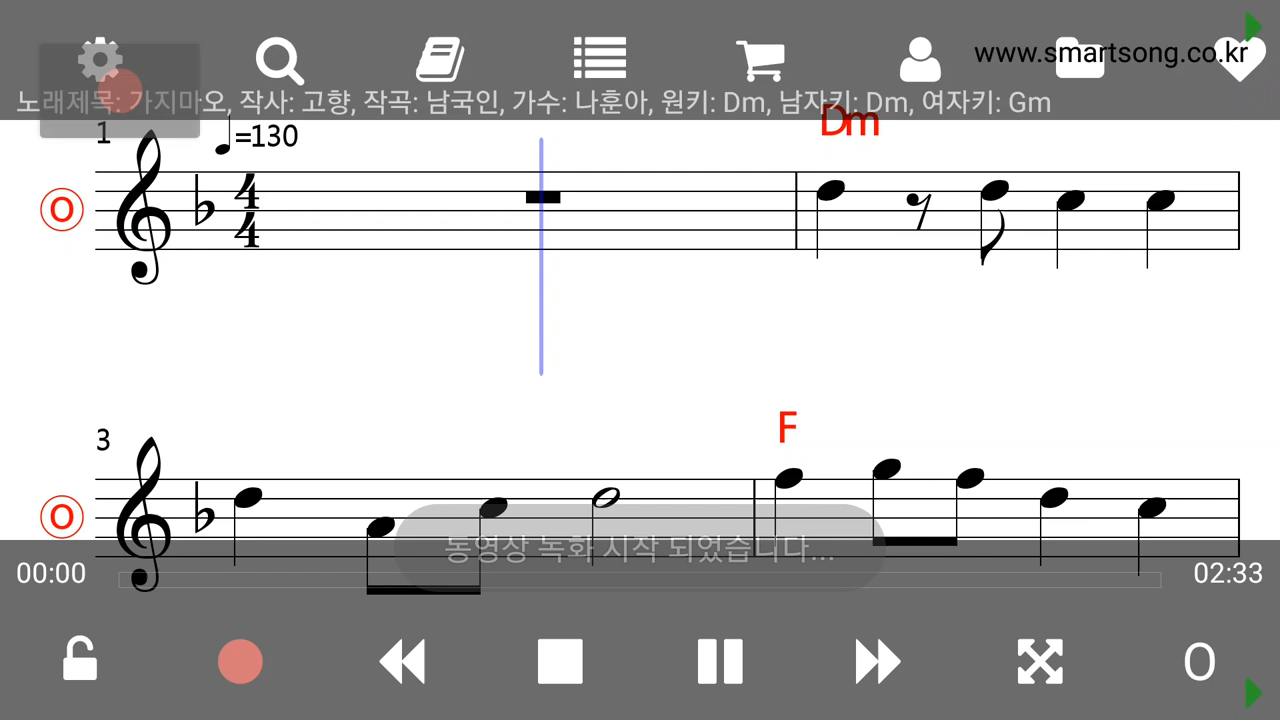 www.smartsong.co.kr
노래제목: 가지마오, 작사: 고향, 작곡: 남국인, 가수: 나훈아, 원키: Dm, 남자키: Dm, 여자키: Gm
1 =130 Dm
4
4
O
3 F
O
동영상 녹화 시작 되었습니다...
00:00 02:33
O